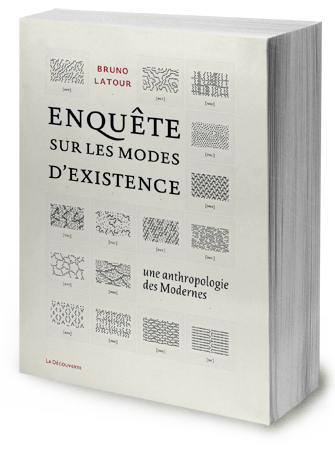 BRUNO
LATOUR
ENQUÊTE
SUR LES MODES
D'EXISTENCE
une anthropologie
des Modernes
La Découverte